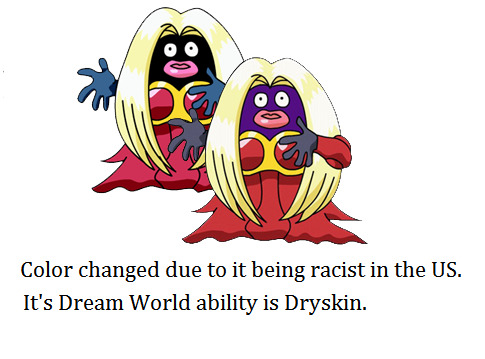 Color changed due to it being racist in the US.
It's Dream World ability is Dryskin.